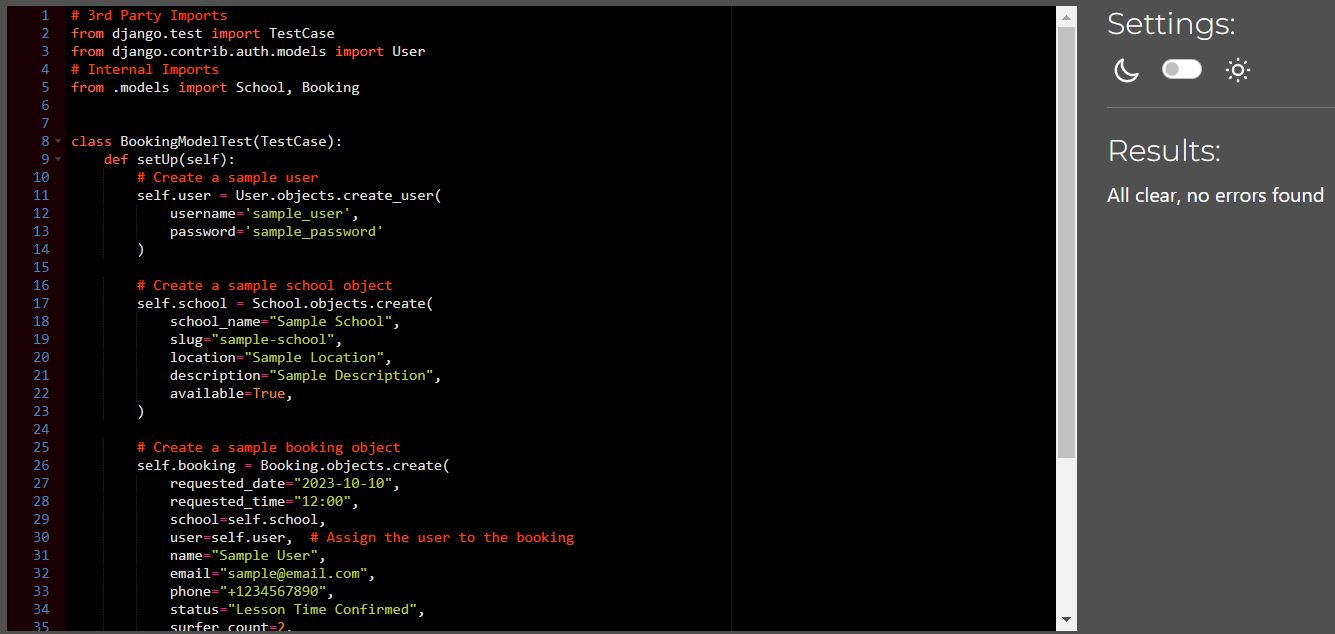 1 # 3rd Party Imports
2 from django.test import TestCase
3 from django.contrib.auth.models import User
4 # Internal Imports
5 from .models import School, Booking
6
7
8 class BookingModelTest(TestCase):
9     def setUp(self):
10         # Create a sample user
11         self.user = User.objects.create_user(
12             username='sample_user',
13             password='sample_password'
14         )
15
16         # Create a sample school object
17         self.school = School.objects.create(
18             school_name="Sample School",
19             slug="sample-school",
20             location="Sample Location",
21             description="Sample Description",
22             available=True,
23         )
24
25         # Create a sample booking object
26         self.booking = Booking.objects.create(
27             requested_date="2023-10-10",
28             requested_time="12:00",
29             school=self.school,
30             user=self.user,  # Assign the user to the booking
31             name="Sample User",
32             email="sample@email.com",
33             phone="+1234567890",
34             status="Lesson Time Confirmed",
35             surfer_count=2,
Settings:
Results:
All clear, no errors found